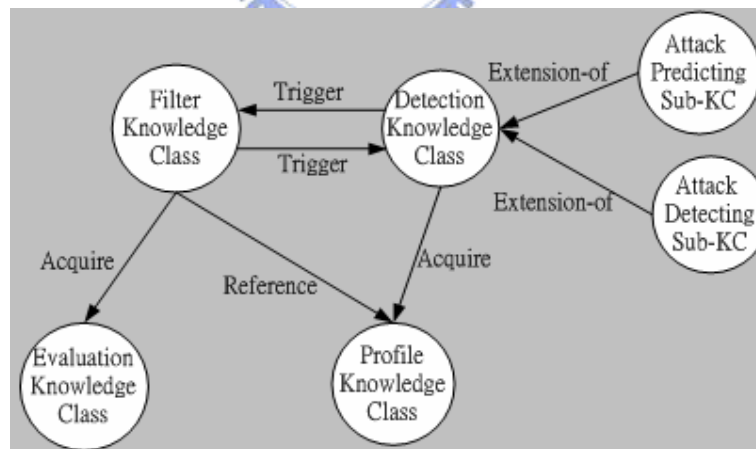 Attack
Predicting
Sub-KC
Extension-of
Filter
Knowledge
Class
Trigger
Detection
Knowledge
Class
Trigger
Extension-of
Attack
Detecting
Sub-KC
Acquire
Reference
Acquire
Evaluation
Knowledge
Class
Profile
Knowledge
Class